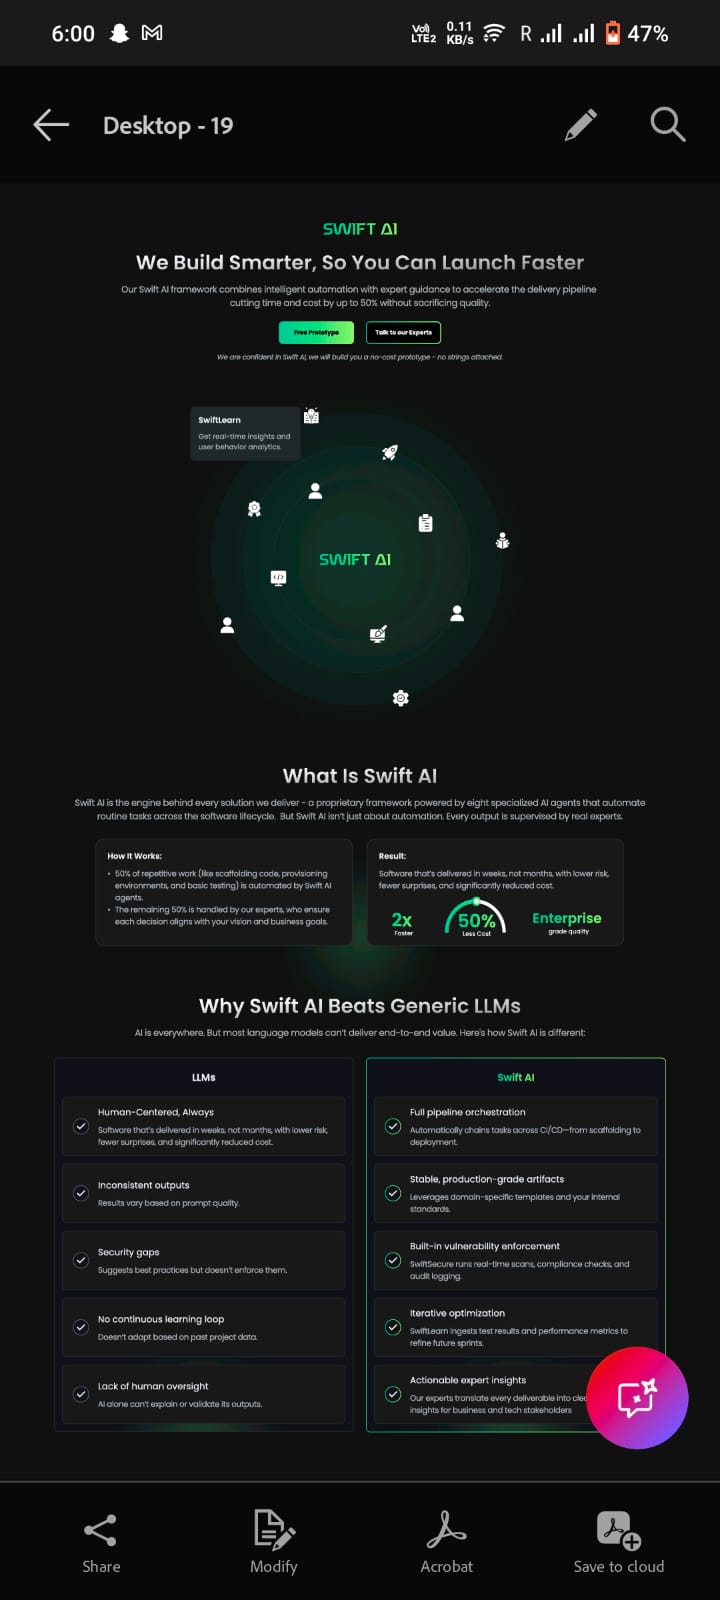 6:00
Vo) LTE2
0.11 KB/s
R
47%
Desktop - 19
SWIFT AI
We Build Smarter, So You Can Launch Faster
Our Swift AI framework combines intelligent automation with expert guidance to accelerate the delivery pipeline
cutting time and cost by up to 50% without sacrificing quality.
Free Prototype
Talk to our Experts
We are confident in Swift AI, we will build you a no-cost prototype - no strings attached.
SwiftLearn
Get real-time insights and
user behavior analytics.
SWIFT AI
What Is Swift AI
Swift AI is the engine behind every solution we deliver - a proprietary framework powered by eight specialized AI agents that automate
routine tasks across the software lifecycle. But Swift AI isn't just about automation. Every output is supervised by real experts.
How It Works:
• 50% of repetitive work (like scaffolding code, provisioning
environments, and basic testing) is automated by Swift AI
agents.
• The remaining 50% is handled by our experts, who ensure
each decision aligns with your vision and business goals.
Result:
Software that's delivered in weeks, not months, with lower risk,
fewer surprises, and significantly reduced cost.
2x
Faster
50%
Less Cost
Enterprise
grade quality
Why Swift AI Beats Generic LLMs
AI is everywhere. But most language models can't deliver end-to-end value. Here's how Swift AI is different:
LLMs
Human-Centered, Always
Software that's delivered in weeks, not months, with lower risk,
fewer surprises, and significantly reduced cost.
Inconsistent outputs
Results vary based on prompt quality.
Security gaps
Suggests best practices but doesn't enforce them.
No continuous learning loop
Doesn't adapt based on past project data.
Lack of human oversight
AI alone can't explain or validate its outputs.
Swift AI
Full pipeline orchestration
Automatically chains tasks across CI/CD—from scaffolding to
deployment.
Stable, production-grade artifacts
Leverages domain-specific templates and your internal
standards.
Built-in vulnerability enforcement
SwiftSecure runs real-time scans, compliance checks, and
audit logging.
Iterative optimization
SwiftLearn ingests test results and performance metrics to
refine future sprints.
Actionable expert insights
Our experts translate every deliverable into
insights for business and tech stakeholders
Share
Modify
Acrobat
Save to cloud